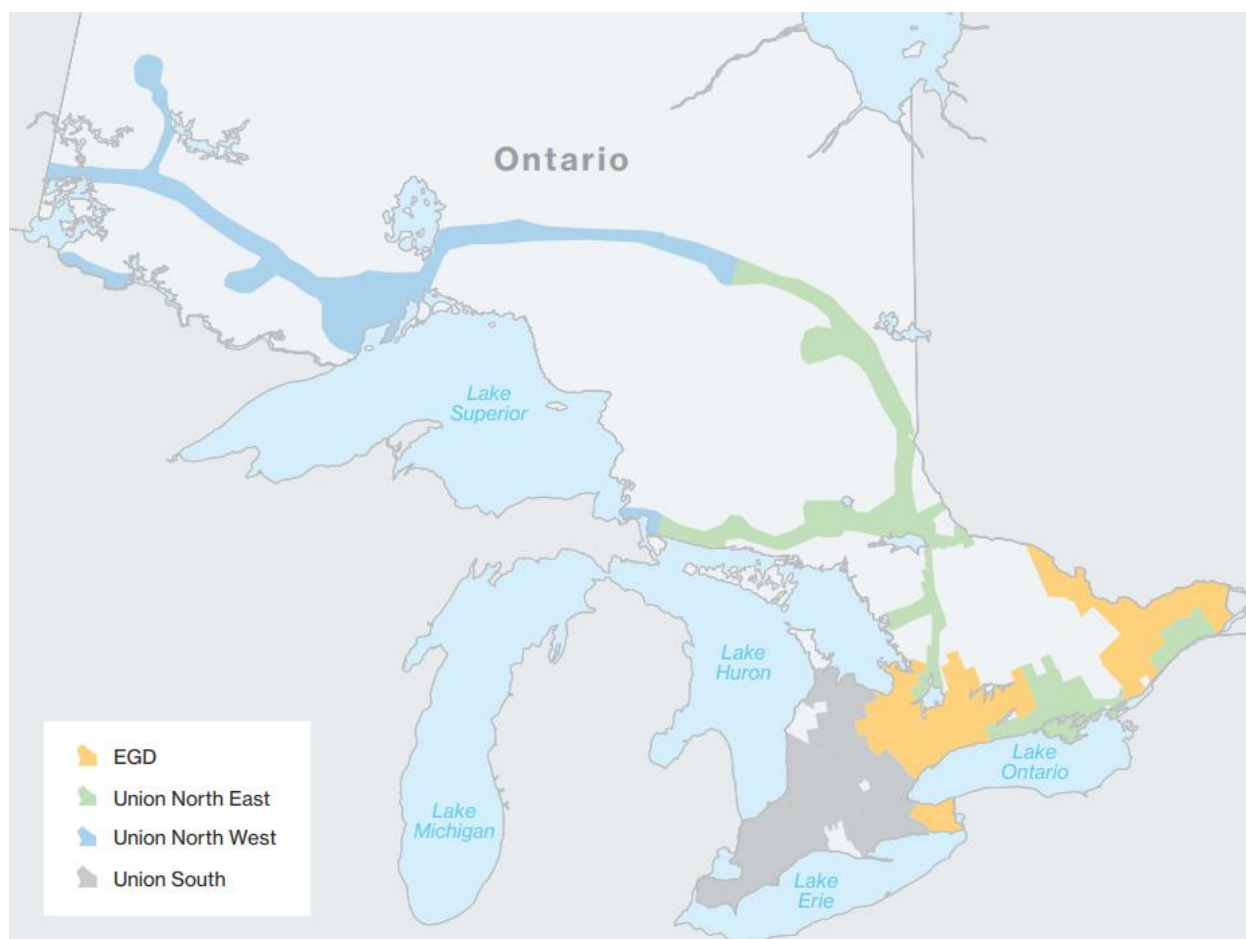 Ontario
Lake
Superior
Lake
Huron
Lake
Ontario
Lake
Michigan
Lake
Erie
EGD
Union North East
Union North West
Union South